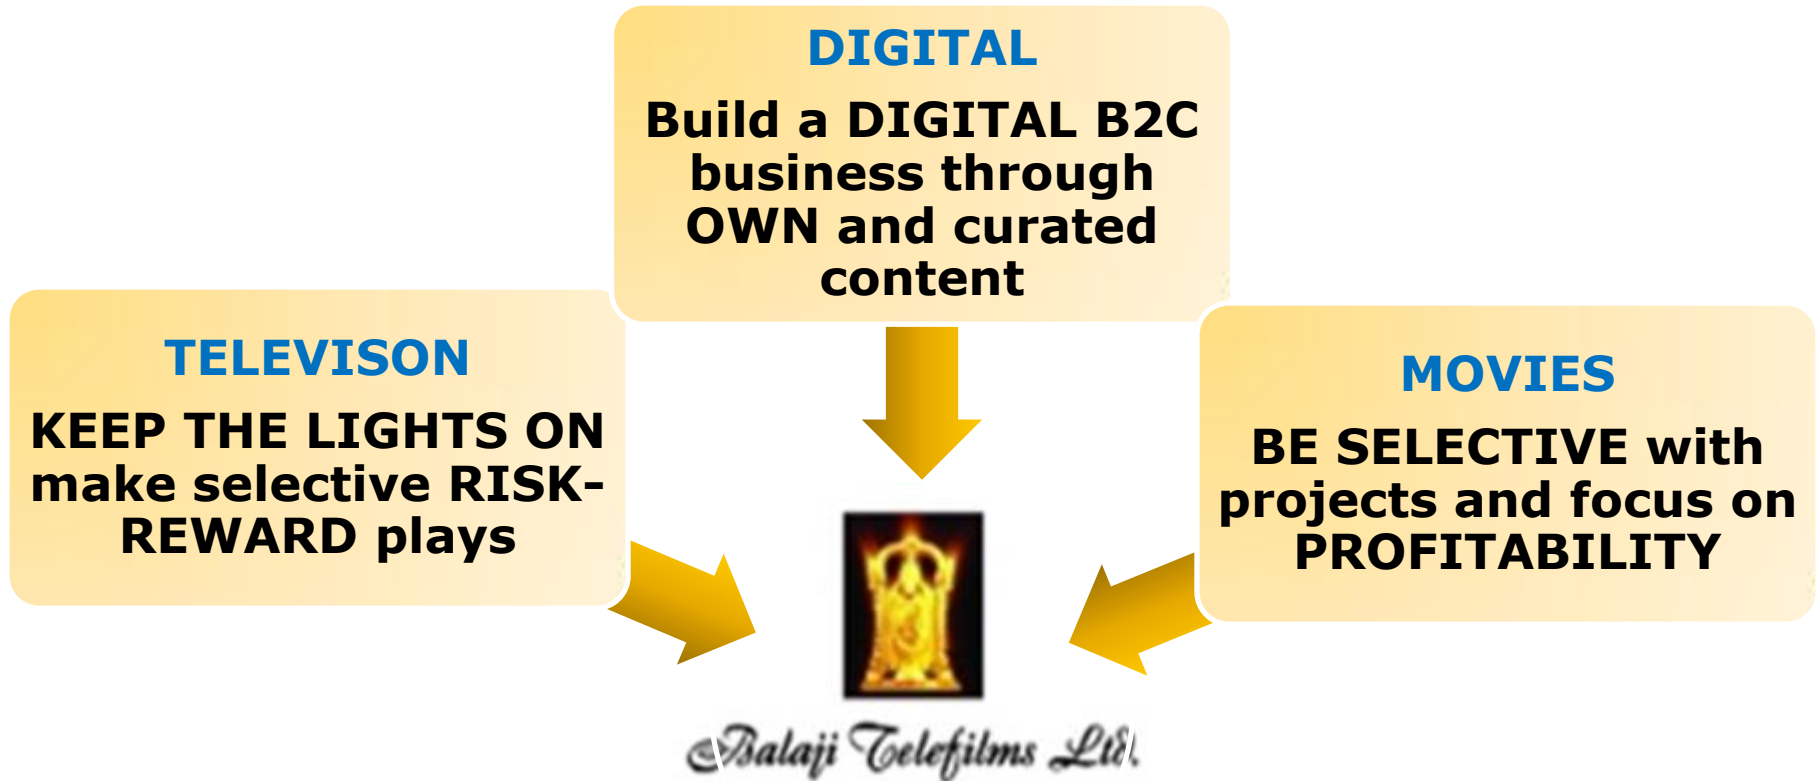 DIGITAL
Build a DIGITAL B2C
business through
OWN and curated
content
TELEVISON
KEEP THE LIGHTS ON
make selective RISK-
REWARD plays
MOVIES
BE SELECTIVE with
projects and focus on
PROFITABILITY
Balaji Telefilms Ltd.